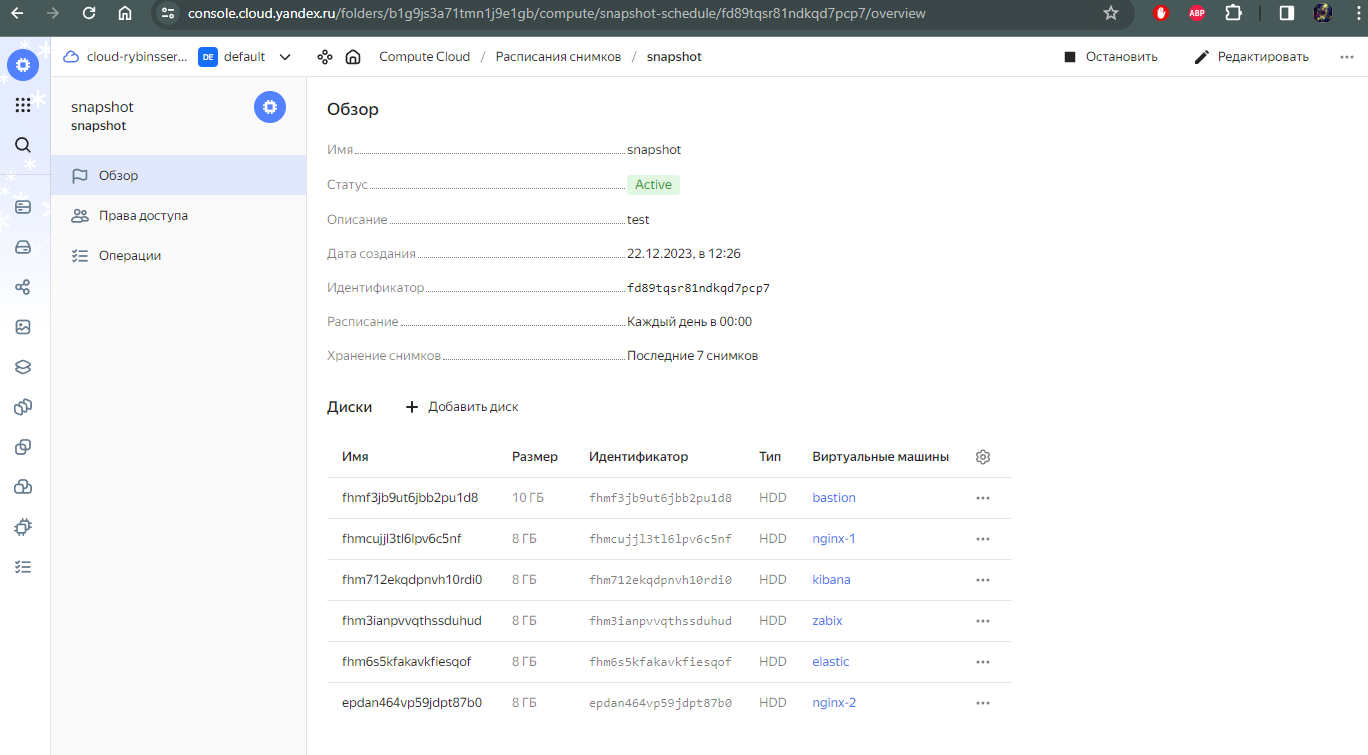 console.cloud.yandex.ru/folders/b1g9js3a71tmn1j9e1gb/compute/snapshot-schedule/fd89tqsr81ndkqd7pcp7/overview
ABP
cloud-rybinsser... DE default Compute Cloud / Расписания снимков / snapshot Остановить Редактировать
snapshot
snapshot
Обзор
Права доступа
Операции
Обзор
Имя snapshot
Статус Active
Описание test
Дата создания 22.12.2023, в 12:26
Идентификатор fd89tqsr81ndkqd7pcp7
Расписание Каждый день в 00:00
Хранение снимков Последние 7 снимков
Диски + Добавить диск
Имя Размер Идентификатор Тип Виртуальные машины
fhmf3jb9ut6jbb2pu1d8 10 ГБ fhmf3jb9ut6jbb2pu1d8 HDD bastion
fhmcujjl3tl6lpv6c5nf 8 ГБ fhmcujjl3tl6lpv6c5nf HDD nginx-1
fhm712ekqdpnvh10rdi0 8 ГБ fhm712ekqdpnvh10rdi0 HDD kibana
fhm3ianpvvqthssduhud 8 ГБ fhm3ianpvvqthssduhud HDD zabix
fhm6s5kfakavkfiesqof 8 ГБ fhm6s5kfakavkfiesqof HDD elastic
epdan464vp59jdpt87b0 8 ГБ epdan464vp59jdpt87b0 HDD nginx-2